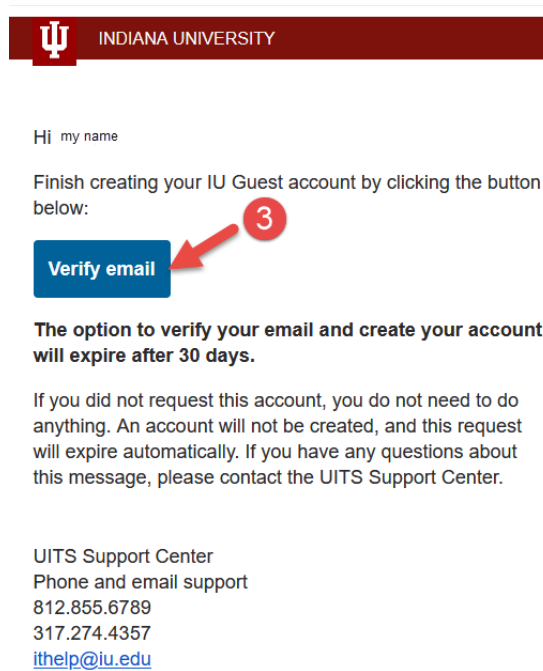 INDIANA UNIVERSITY
Hi my name
Finish creating your IU Guest account by clicking the button
below:
3
Verify email
The option to verify your email and create your account
will expire after 30 days.
If you did not request this account, you do not need to do
anything. An account will not be created, and this request
will expire automatically. If you have any questions about
this message, please contact the UITS Support Center.
UITS Support Center
Phone and email support
812.855.6789
317.274.4357
ithelp@iu.edu